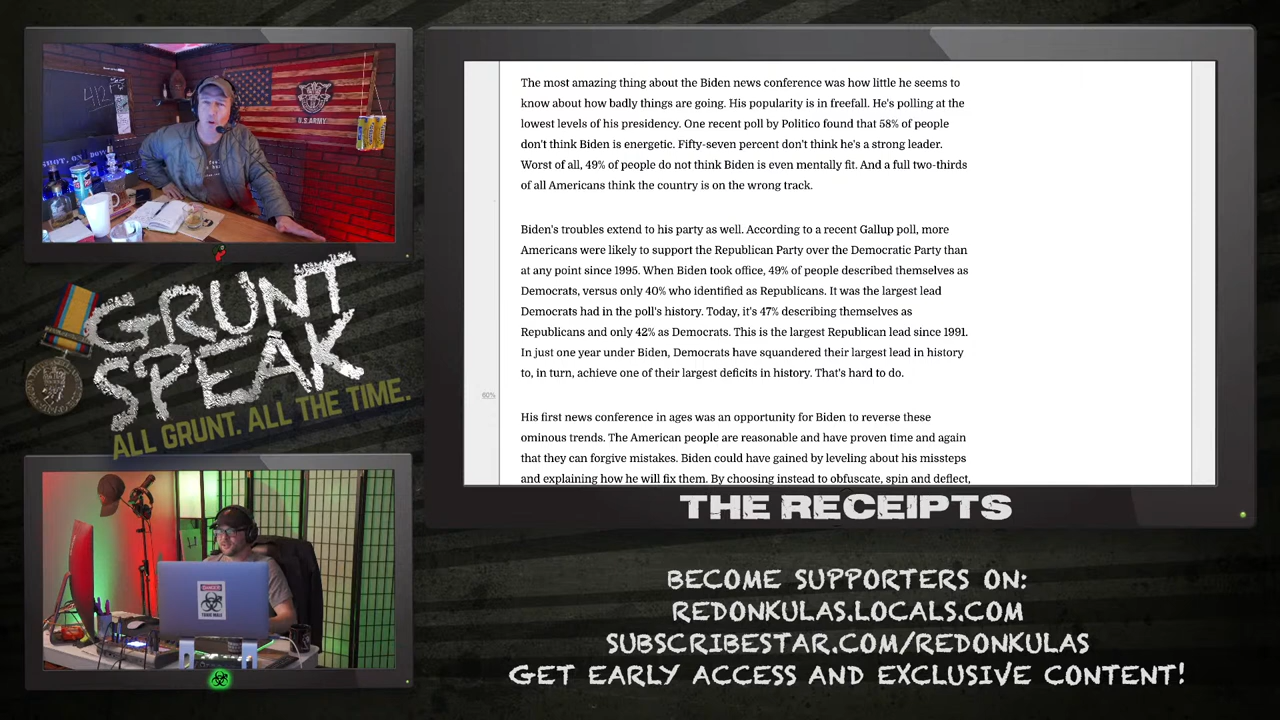 425
U.S. ARMY
SHOT, ON, DOWN
GRUNT
SPEAK
ALL GRUNT. ALL THE TIME.
The most amazing thing about the Biden news conference was how little he seems to
know about how badly things are going. His popularity is in freefall. He's polling at the
lowest levels of his presidency. One recent poll by Politico found that 58% of people
don't think Biden is energetic. Fifty-seven percent don't think he's a strong leader.
Worst of all, 49% of people do not think Biden is even mentally fit. And a full two-thirds
of all Americans think the country is on the wrong track.
Biden's troubles extend to his party as well. According to a recent Gallup poll, more
Americans were likely to support the Republican Party over the Democratic Party than
at any point since 1995. When Biden took office, 49% of people described themselves as
Democrats, versus only 40% who identified as Republicans. It was the largest lead
Democrats had in the poll's history. Today, it's 47% describing themselves as
Republicans and only 42% as Democrats. This is the largest Republican lead since 1991.
In just one year under Biden, Democrats have squandered their largest lead in history
to, in turn, achieve one of their largest deficits in history. That's hard to do.
60%
His first news conference in ages was an opportunity for Biden to reverse these
ominous trends. The American people are reasonable and have proven time and again
that they can forgive mistakes. Biden could have gained by leveling about his missteps
and explaining how he will fix them. By choosing instead to obfuscate, spin and deflect,
THE RECEIPTS
BECOME SUPPORTERS ON:
REDONKULAS.LOCALS.COM
SUBSCRIBESTAR.COM/REDONKULAS
GET EARLY ACCESS AND EXCLUSIVE CONTENT!